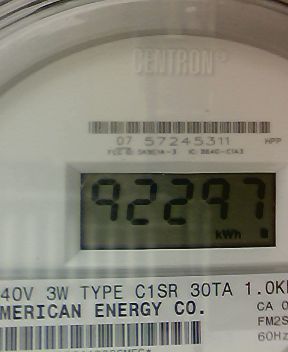 CENTRON®
07 57245311 HPP
92297
kWh
40V 3W TYPE C1SR 30TA 1.0K
MERICAN ENERGY CO.
CA 0
FM2S
60Hz